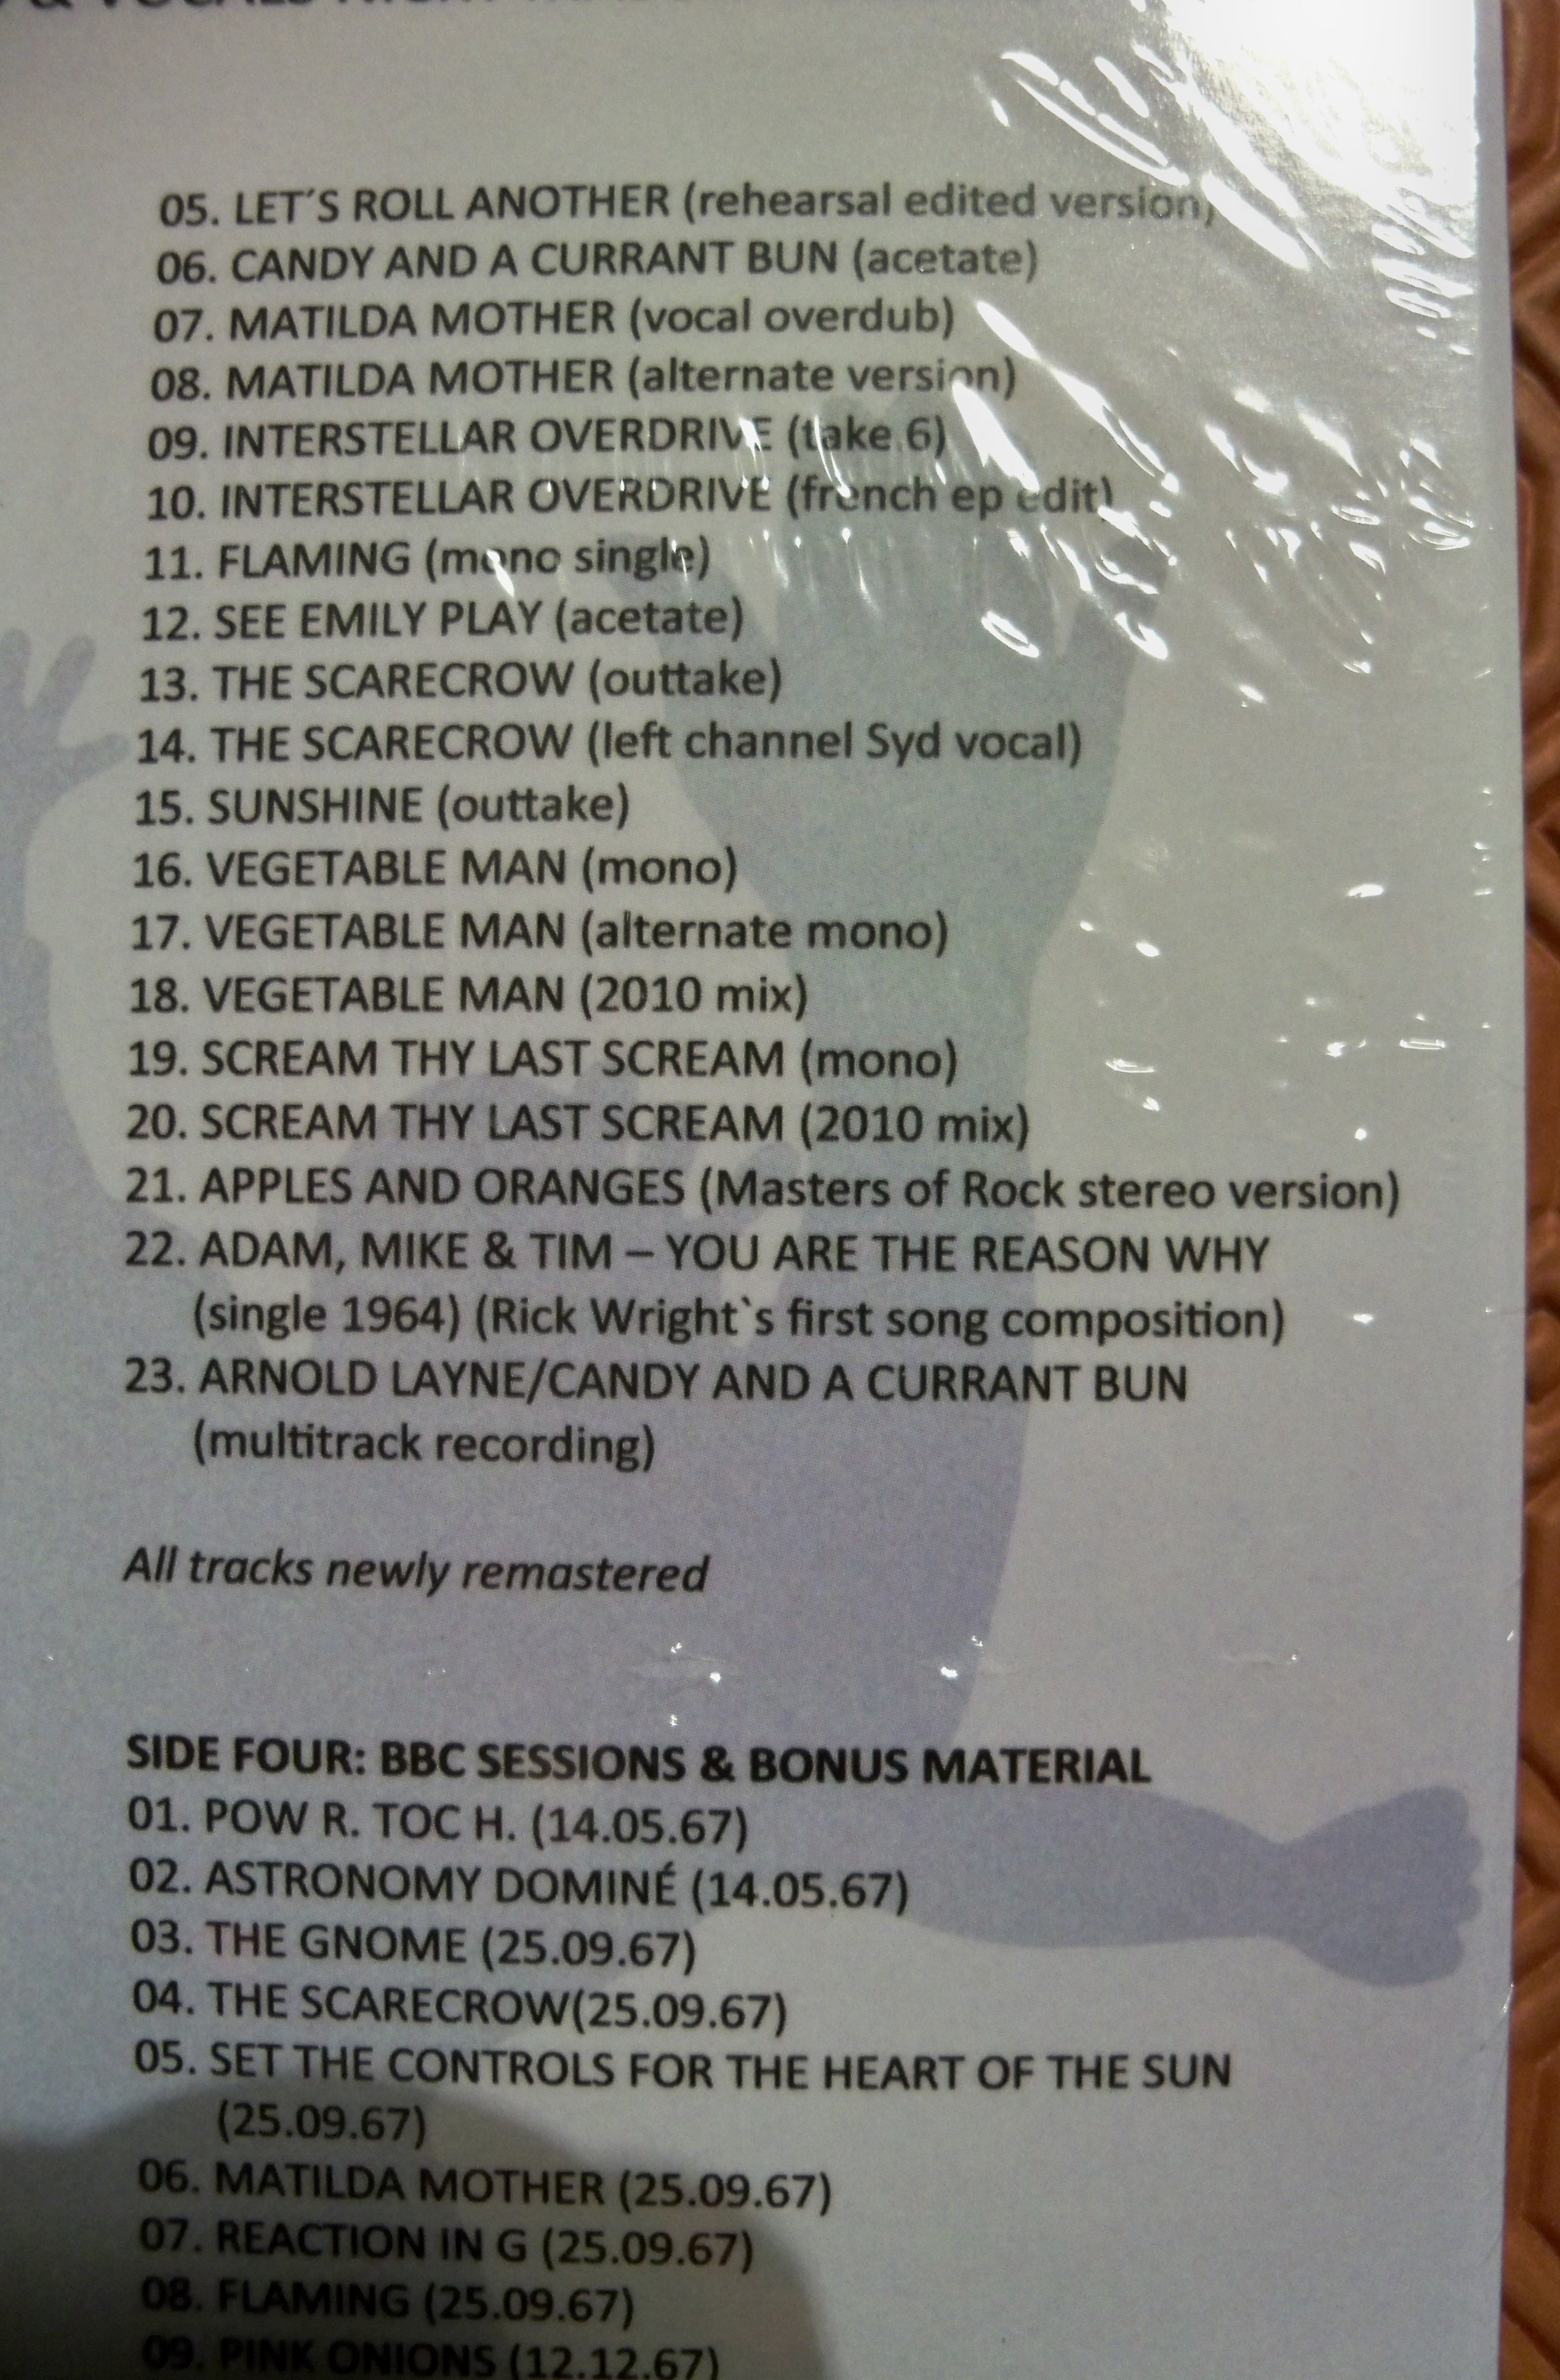 & VOCALS NIGHT
05. LET´S ROLL ANOTHER (rehearsal edited version)
06. CANDY AND A CURRANT BUN (acetate)
07. MATILDA MOTHER (vocal overdub)
08. MATILDA MOTHER (alternate version)
09. INTERSTELLAR OVERDRIVE (take 6)
10. INTERSTELLAR OVERDRIVE (french ep edit)
11. FLAMING (mono single)
12. SEE EMILY PLAY (acetate)
13. THE SCARECROW (outtake)
14. THE SCARECROW (left channel Syd vocal)
15. SUNSHINE (outtake)
16. VEGETABLE MAN (mono)
17. VEGETABLE MAN (alternate mono)
18. VEGETABLE MAN (2010 mix)
19. SCREAM THY LAST SCREAM (mono)
20. SCREAM THY LAST SCREAM (2010 mix)
21. APPLES AND ORANGES (Masters of Rock stereo version)
22. ADAM, MIKE & TIM – YOU ARE THE REASON WHY
(single 1964) (Rick Wright`s first song composition)
23. ARNOLD LAYNE/CANDY AND A CURRANT BUN
(multitrack recording)
All tracks newly remastered
SIDE FOUR: BBC SESSIONS & BONUS MATERIAL
01. POW R. TOC H. (14.05.67)
02. ASTRONOMY DOMINÉ (14.05.67)
03. THE GNOME (25.09.67)
04. THE SCARECROW(25.09.67)
05. SET THE CONTROLS FOR THE HEART OF THE SUN
(25.09.67)
06. MATILDA MOTHER (25.09.67)
07. REACTION IN G (25.09.67)
08. FLAMING (25.09.67)
09. PINK ONIONS (12.12.67)